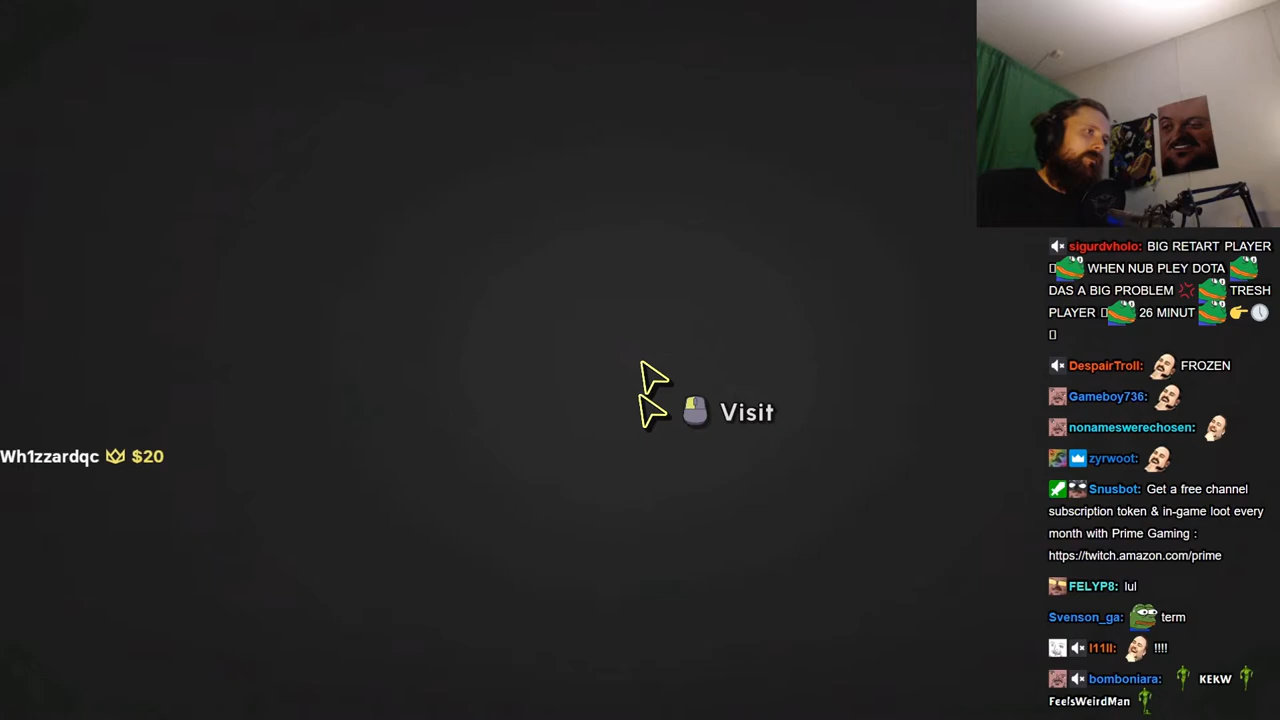 Visit
Wh1zzardqc $20
sigurdvholo: BIG RETART PLAYER
WHEN NUB PLEY DOTA
DAS A BIG PROBLEM TRESH
PLAYER 26 MINUT
DespairTroll: FROZEN
Gameboy736:
nonameswerechosen:
zyrwoot:
Snusbot: Get a free channel
subscription token & in-game loot every
month with Prime Gaming :
https://twitch.amazon.com/prime
FELYP8: lul
Svenson_ga: term
l11ll: !!!!
bomboniara: KEKW
FeelsWeirdMan